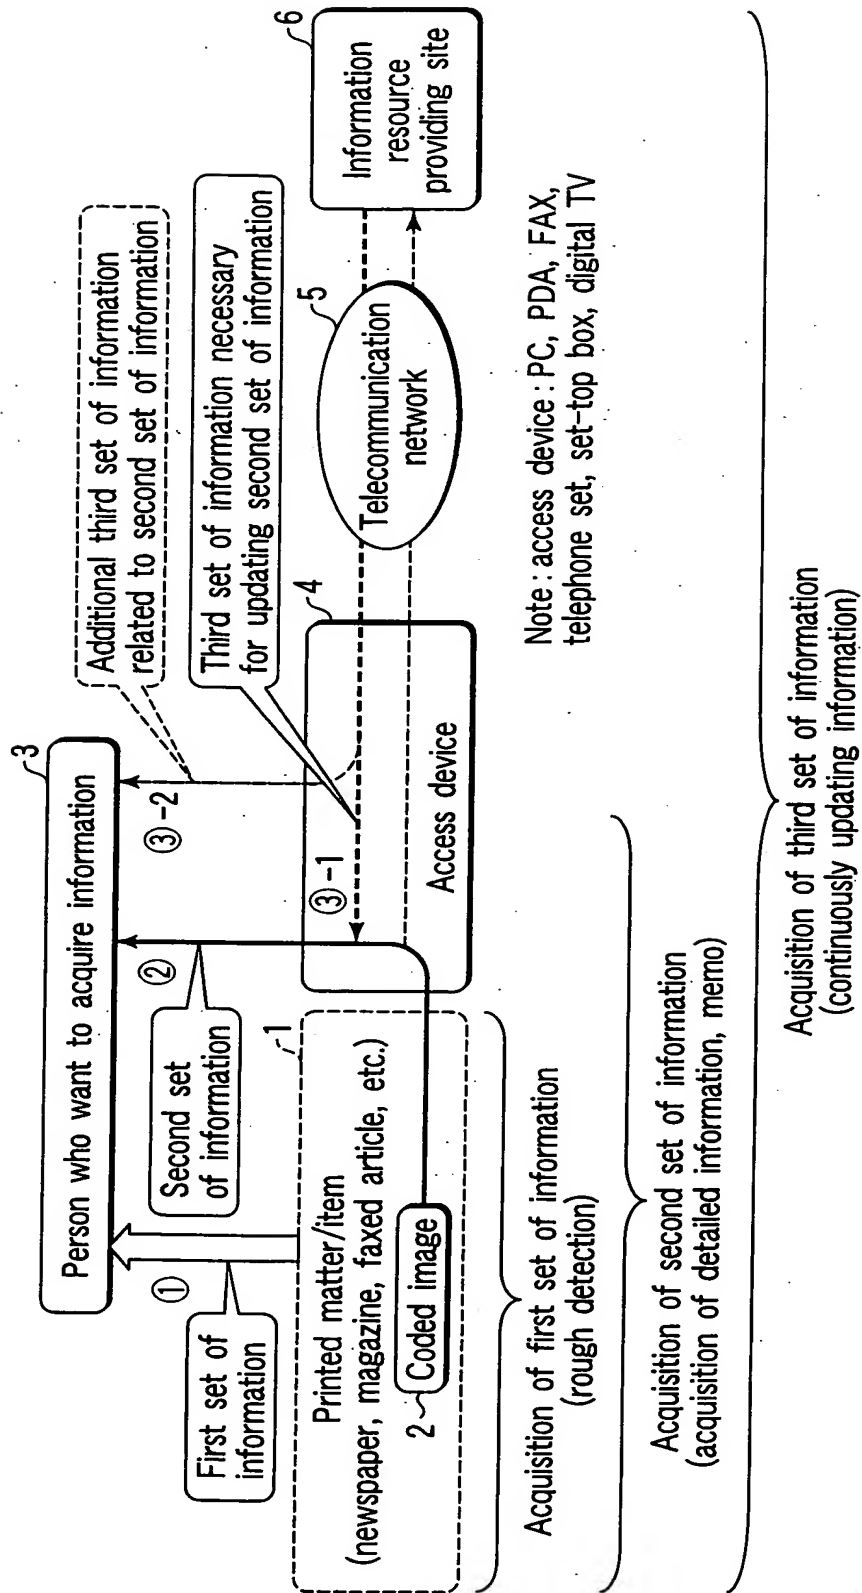 3
Person who want to acquire information
①
First set of
information
②
Second set
of information
③-2
Additional third set of information
related to second set of information
Third set of information necessary
for updating second set of information
1
Printed matter/item
(newspaper, magazine, faxed article, etc.)
2
Coded image
4
③-1
Access device
5
Telecommunication
network
6
Information
resource
providing site
Note : access device : PC, PDA, FAX,
telephone set, set-top box, digital TV
Acquisition of first set of information
(rough detection)
Acquisition of second set of information
(acquisition of detailed information, memo)
Acquisition of third set of information
(continuously updating information)